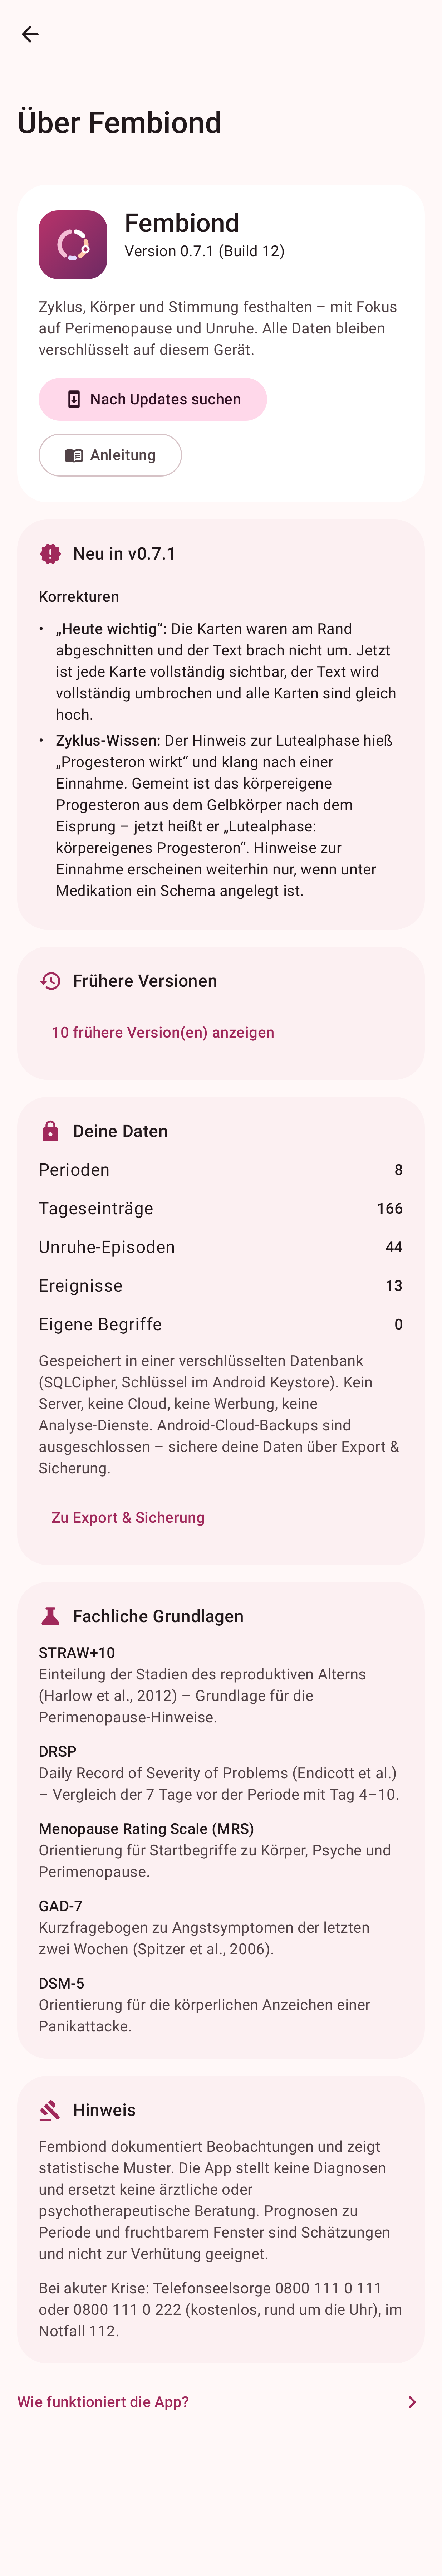 Über Fembiond
Fembiond
Version 0.7.1 (Build 12)
Zyklus, Körper und Stimmung festhalten – mit Fokus
auf Perimenopause und Unruhe. Alle Daten bleiben
verschlüsselt auf diesem Gerät.
Nach Updates suchen
Anleitung
Neu in v0.7.1
Korrekturen
• „Heute wichtig“: Die Karten waren am Rand
abgeschnitten und der Text brach nicht um. Jetzt
ist jede Karte vollständig sichtbar, der Text wird
vollständig umbrochen und alle Karten sind gleich
hoch.
• Zyklus-Wissen: Der Hinweis zur Lutealphase hieß
„Progesteron wirkt“ und klang nach einer
Einnahme. Gemeint ist das körpereigene
Progesteron aus dem Gelbkörper nach dem
Eisprung – jetzt heißt er „Lutealphase:
körpereigenes Progesteron“. Hinweise zur
Einnahme erscheinen weiterhin nur, wenn unter
Medikation ein Schema angelegt ist.
Frühere Versionen
10 frühere Version(en) anzeigen
Deine Daten
Perioden 8
Tageseinträge 166
Unruhe-Episoden 44
Ereignisse 13
Eigene Begriffe 0
Gespeichert in einer verschlüsselten Datenbank
(SQLCipher, Schlüssel im Android Keystore). Kein
Server, keine Cloud, keine Werbung, keine
Analyse-Dienste. Android-Cloud-Backups sind
ausgeschlossen – sichere deine Daten über Export &
Sicherung.
Zu Export & Sicherung
Fachliche Grundlagen
STRAW+10
Einteilung der Stadien des reproduktiven Alterns
(Harlow et al., 2012) – Grundlage für die
Perimenopause-Hinweise.
DRSP
Daily Record of Severity of Problems (Endicott et al.)
– Vergleich der 7 Tage vor der Periode mit Tag 4–10.
Menopause Rating Scale (MRS)
Orientierung für Startbegriffe zu Körper, Psyche und
Perimenopause.
GAD-7
Kurzfragebogen zu Angstsymptomen der letzten
zwei Wochen (Spitzer et al., 2006).
DSM-5
Orientierung für die körperlichen Anzeichen einer
Panikattacke.
Hinweis
Fembiond dokumentiert Beobachtungen und zeigt
statistische Muster. Die App stellt keine Diagnosen
und ersetzt keine ärztliche oder
psychotherapeutische Beratung. Prognosen zu
Periode und fruchtbarem Fenster sind Schätzungen
und nicht zur Verhütung geeignet.
Bei akuter Krise: Telefonseelsorge 0800 111 0 111
oder 0800 111 0 222 (kostenlos, rund um die Uhr), im
Notfall 112.
Wie funktioniert die App?